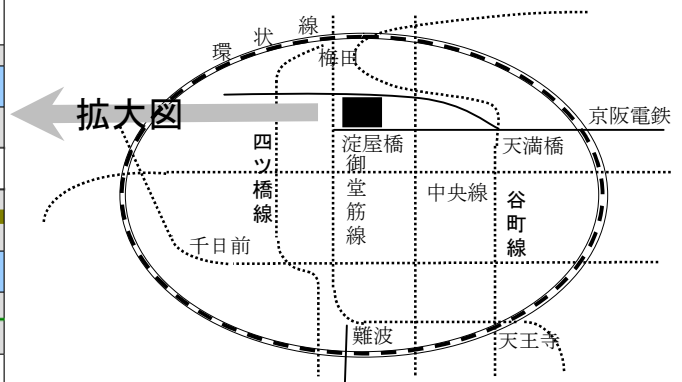 環状線
梅田
拡大図
京阪電鉄
淀屋橋
天満橋
四ツ橋線
御堂筋線
中央線
谷町線
千日前
難波
天王寺